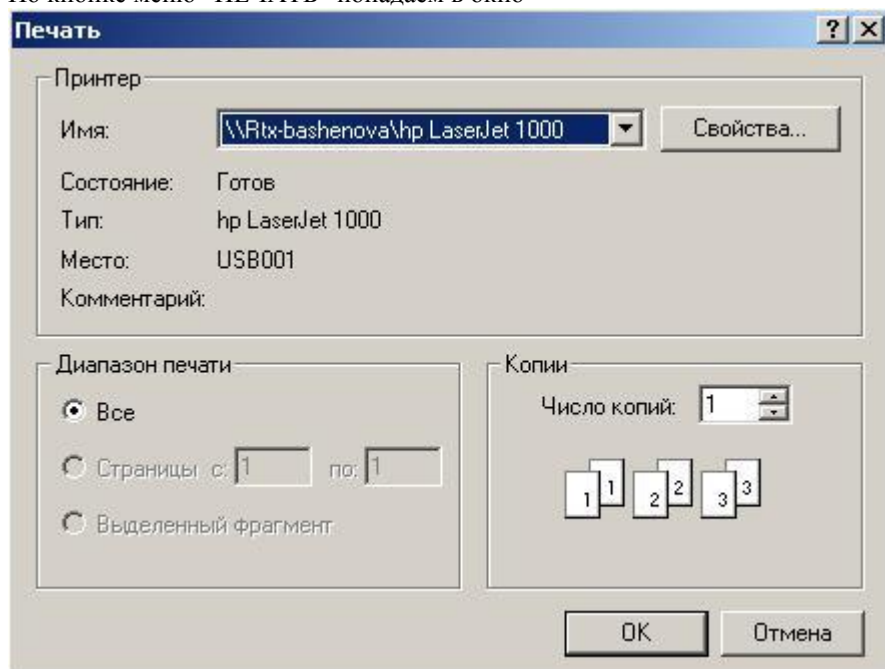 По кнопке меню "ПЕЧАТЬ" попадаем в окно
Печать
Принтер
Имя: \\Rtx-bashenova\hp LaserJet 1000 Свойства...
Состояние: Готов
Тип: hp LaserJet 1000
Место: USB001
Комментарий:
Диапазон печати
Все
Страницы с: 1 по: 1
Выделенный фрагмент
Копии
Число копий: 1
1 1 2 2 3 3
OK Отмена